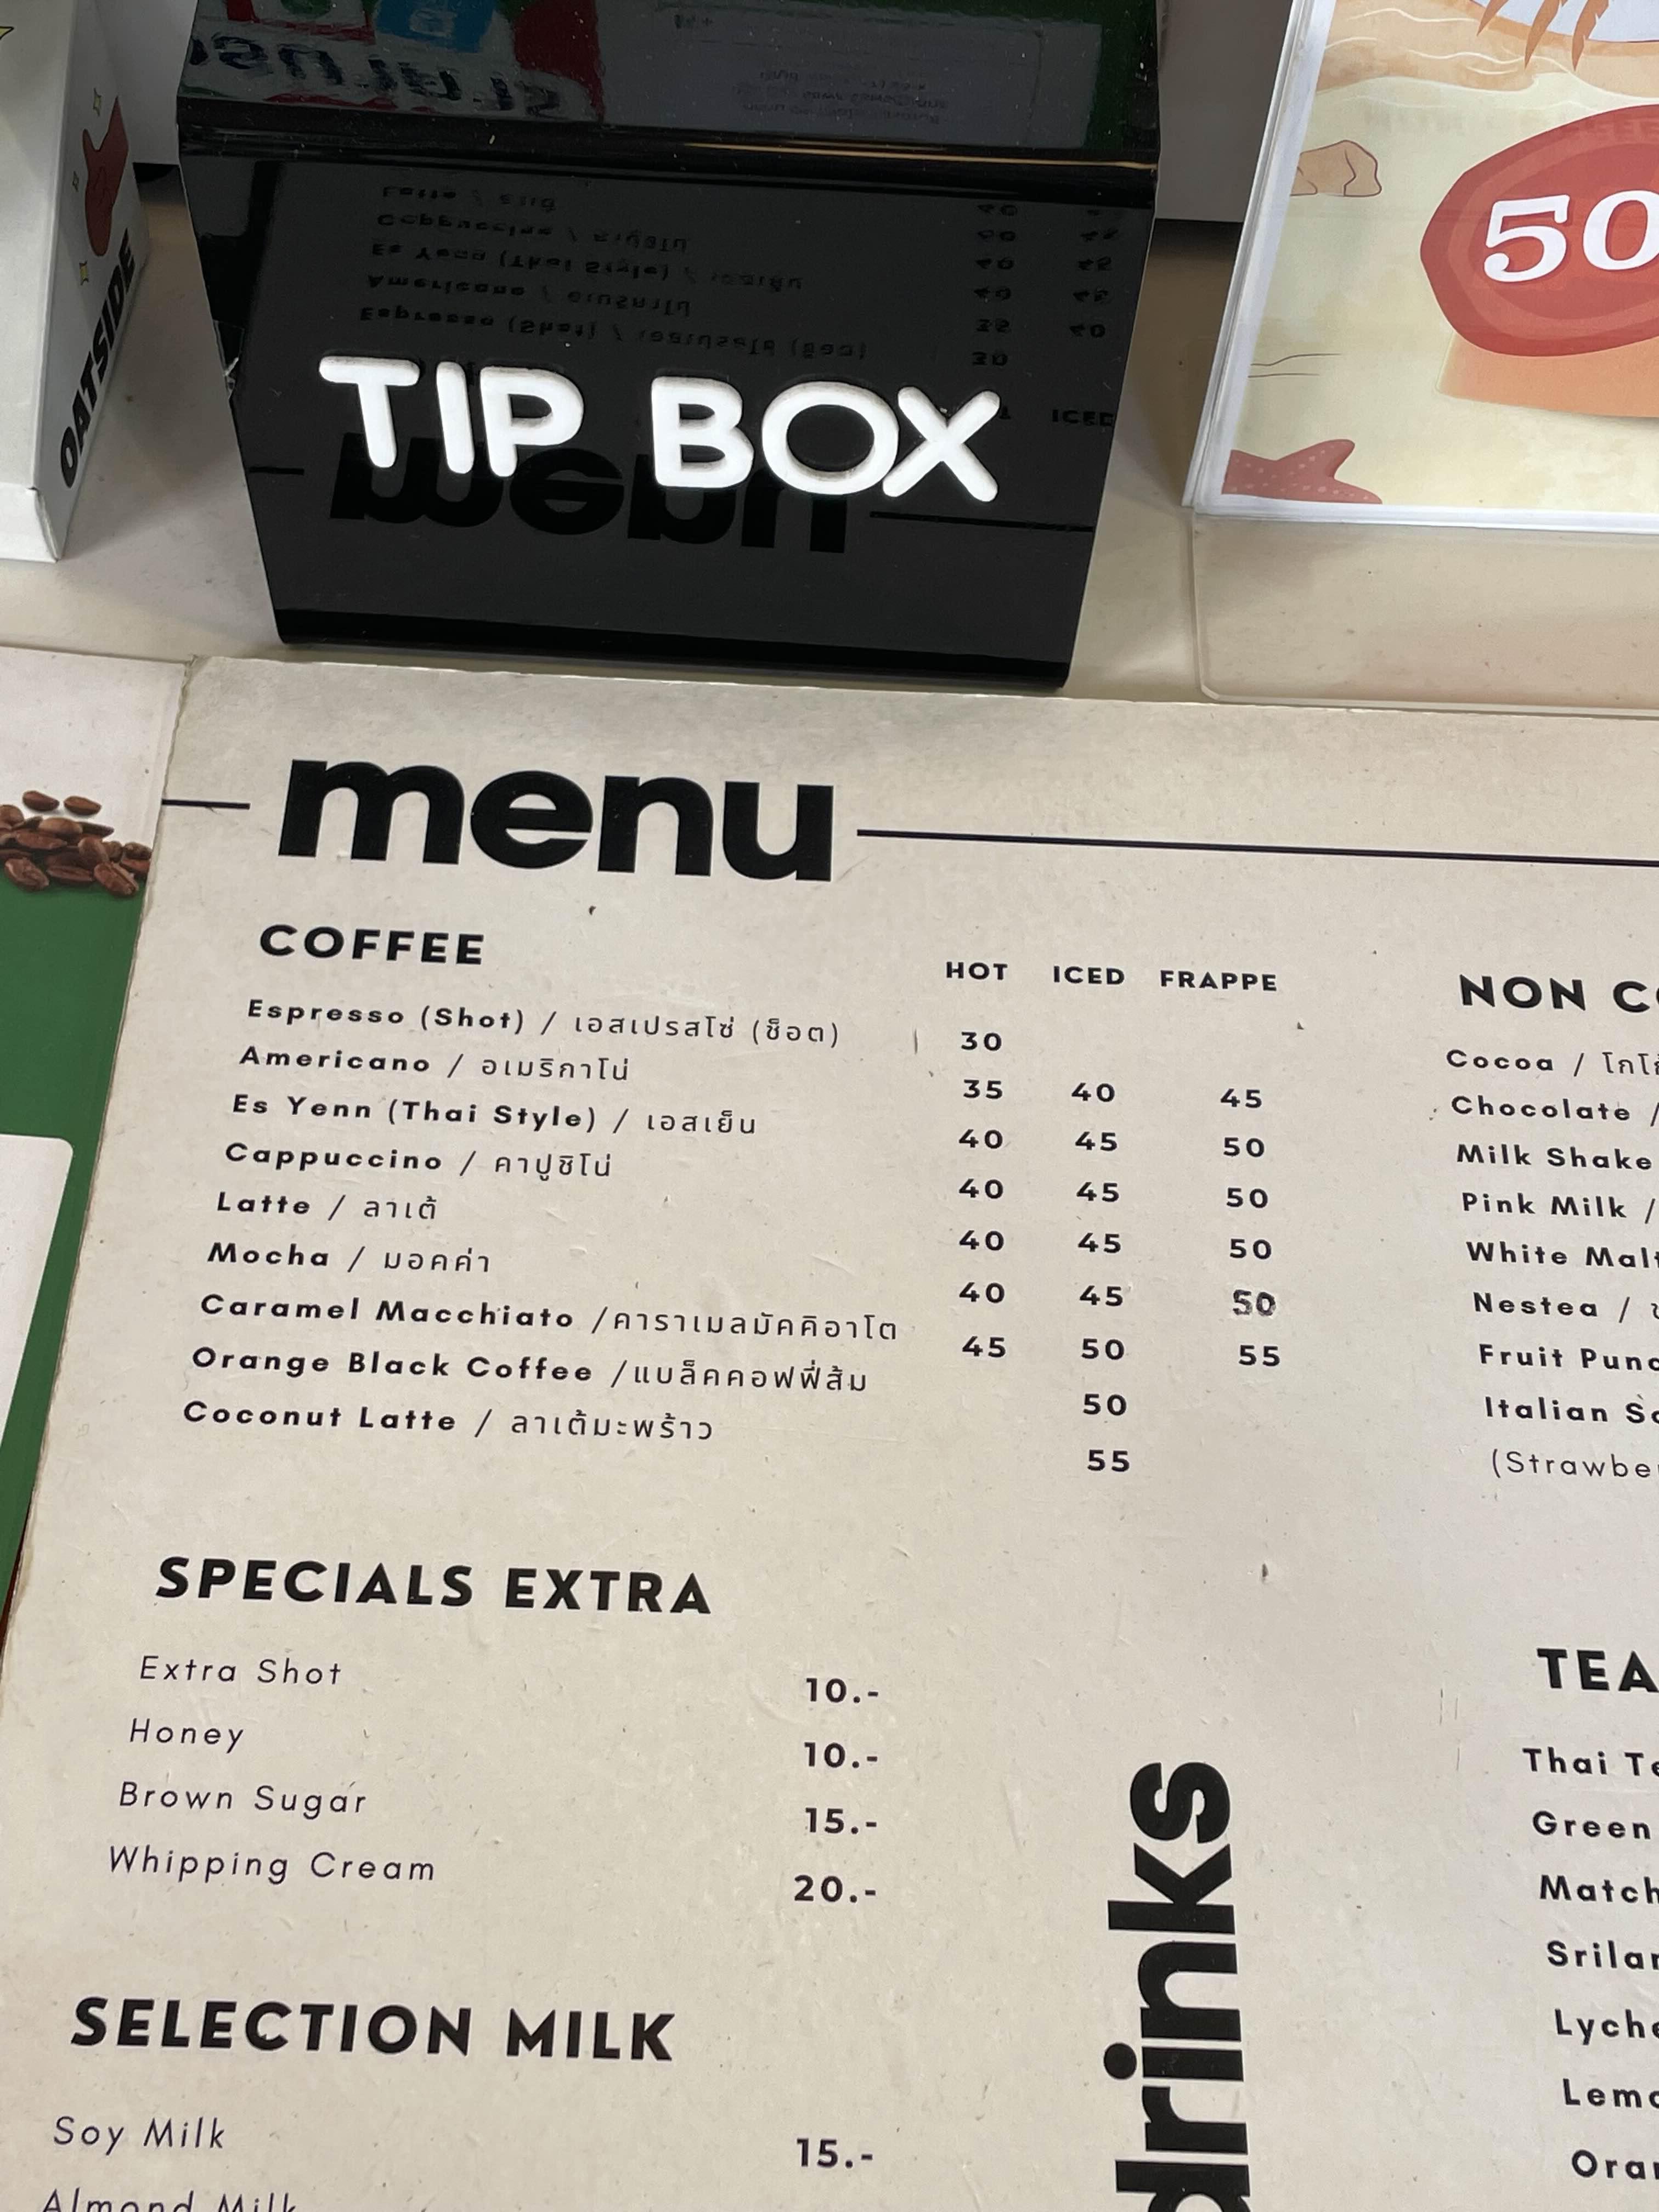 OATSIDE
TIP BOX
50
menu
COFFEE
HOT ICED FRAPPE
Espresso (Shot) / เอสเปรสโซ่ (ช็อต) 30
Americano / อเมริกาโน่ 35 40 45
Es Yenn (Thai Style) / เอสเย็น 40 45 50
Cappuccino / คาปูชิโน่ 40 45 50
Latte / ลาเต้ 40 45 50
Mocha / มอคค่า 40 45 50
Caramel Macchiato /คาราเมลมัคคิอาโต 45 50 55
Orange Black Coffee /แบล็คคอฟฟี่ส้ม 50
Coconut Latte / ลาเต้มะพร้าว 55
SPECIALS EXTRA
Extra Shot 10.-
Honey 10.-
Brown Sugar 15.-
Whipping Cream 20.-
SELECTION MILK
Soy Milk 15.-
Almond Milk
drinks
NON
Cocoa /
Chocolate /
Milk Shake
Pink Milk /
White
Nestea /
Fruit
Italian
TEA
Thai
Green